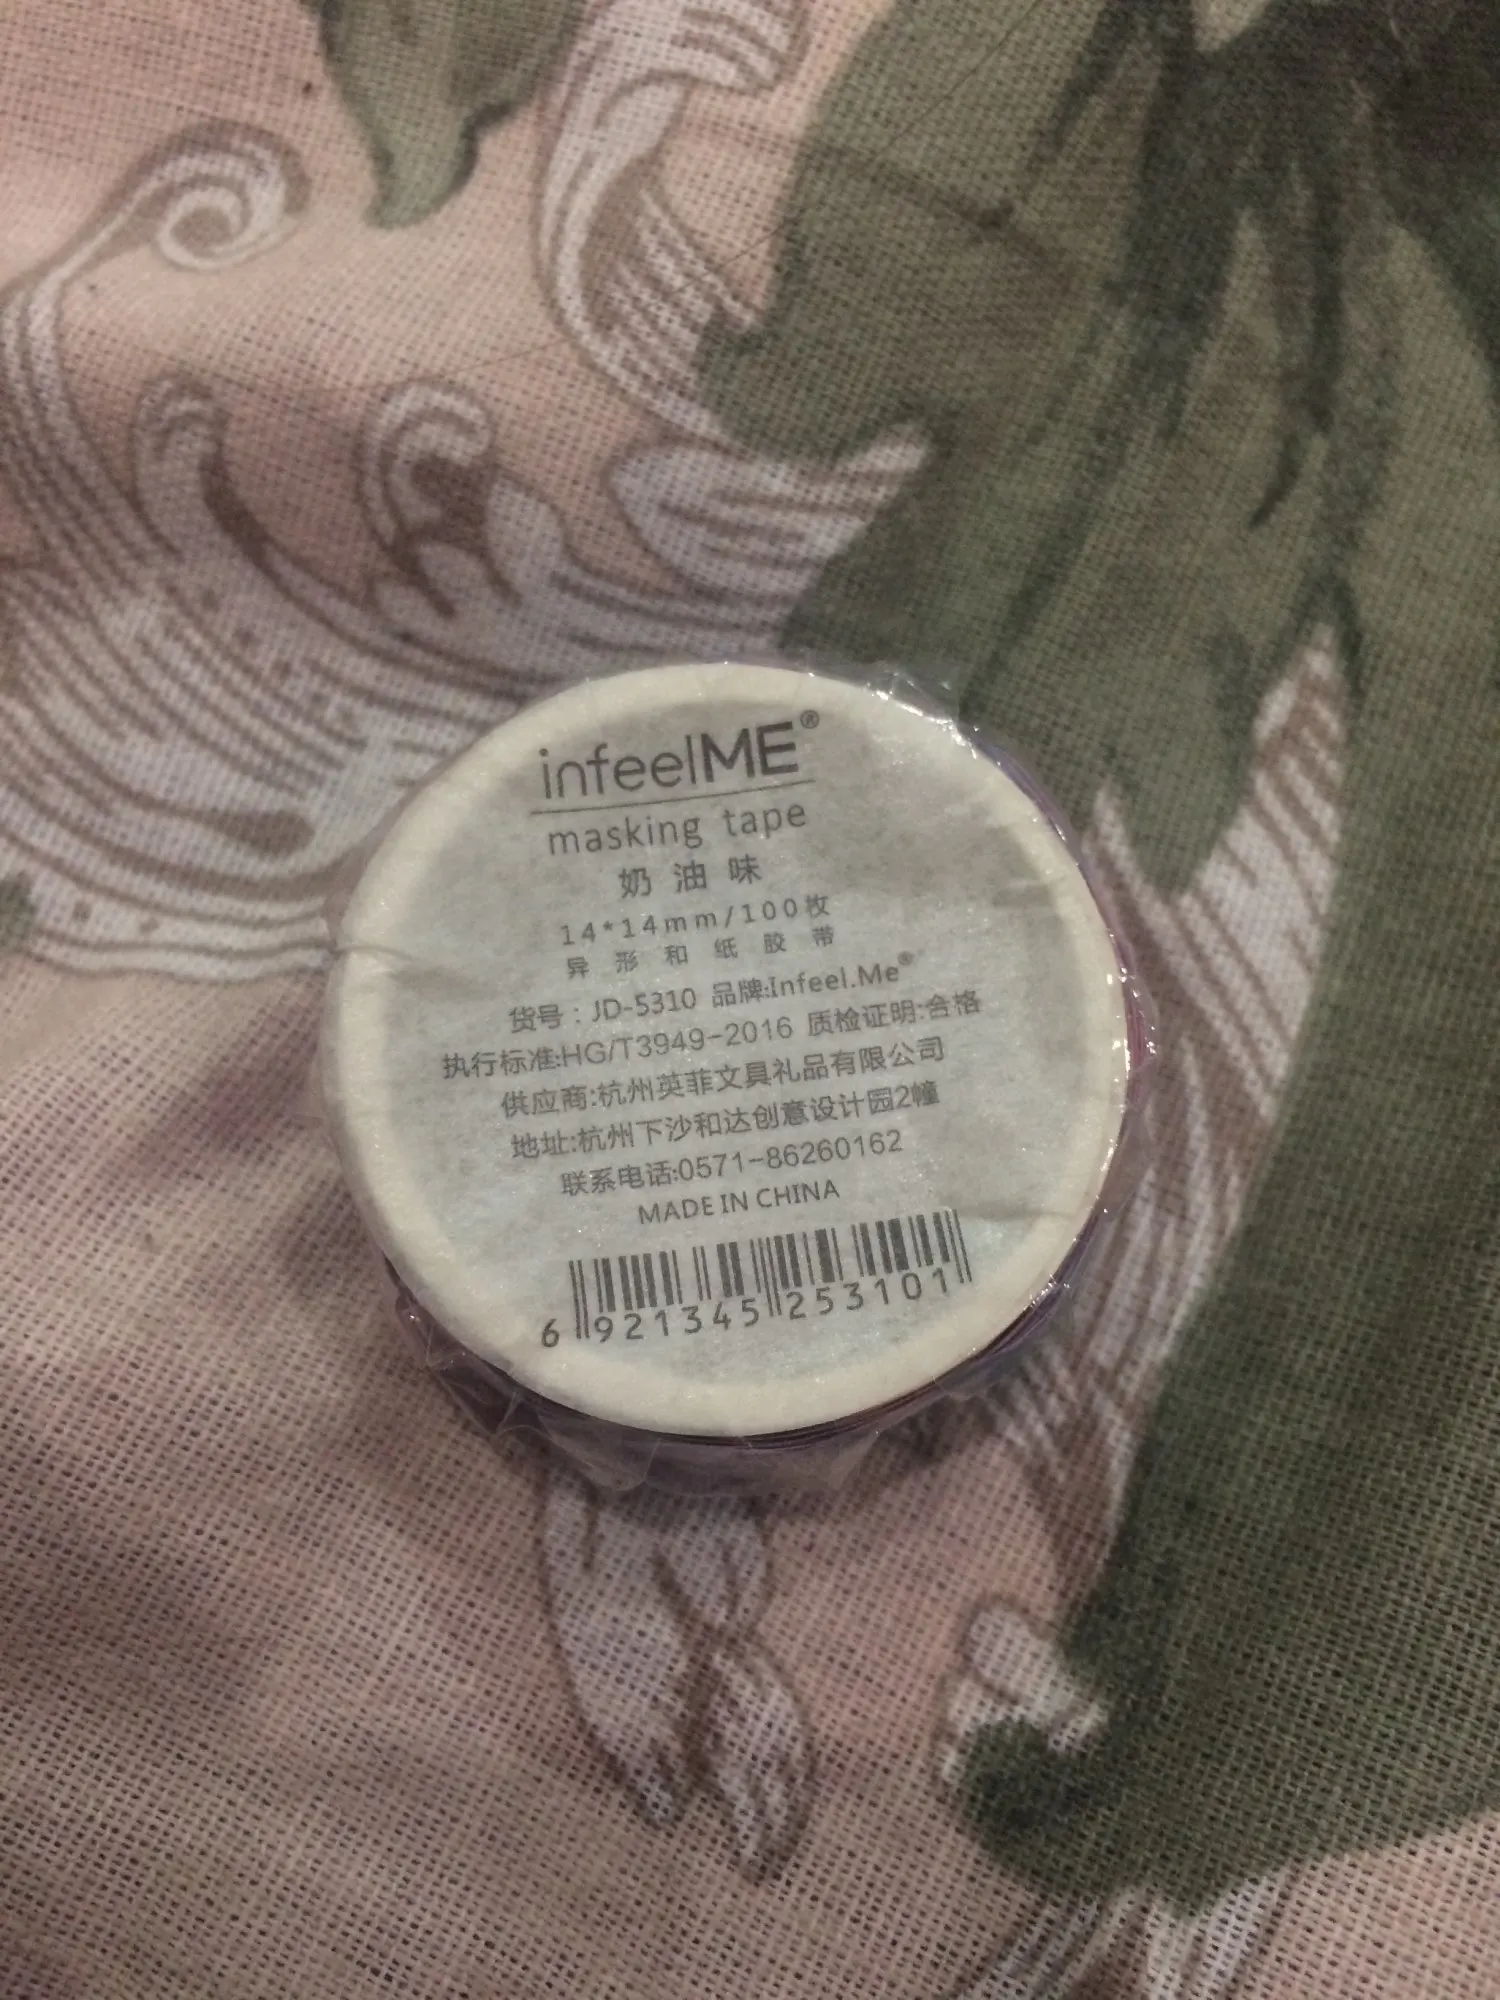 infeelME®
masking tape
奶油味
14*14mm/100枚
异形和纸胶带
货号：JD-5310 品牌:Infeel.Me®
执行标准:HG/T3949-2016 质检证明:合格
供应商:杭州英菲文具礼品有限公司
地址:杭州下沙和达创意设计园2幢
联系电话:0571-86260162
MADE IN CHINA
6 921345 253101